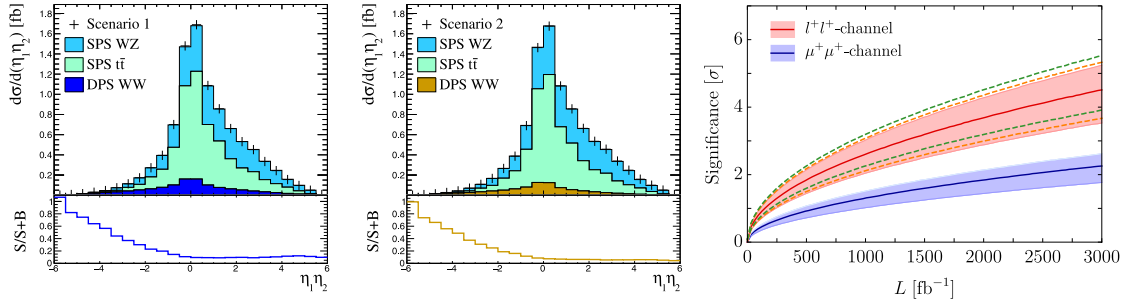 dσ/d(η₁η₂) [fb]
+ Scenario 1
SPS WZ
SPS tt̄
DPS WW
1.8
1.6
1.4
1.2
1.0
0.8
0.6
0.4
0.2
S/S+B
1
0.8
0.6
0.4
0.2
0
−6 −4 −2 0 2 4 6
η₁η₂
dσ/d(η₁η₂) [fb]
+ Scenario 2
SPS WZ
SPS tt̄
DPS WW
1.8
1.6
1.4
1.2
1.0
0.8
0.6
0.4
0.2
S/S+B
1
0.8
0.6
0.4
0.2
0
−6 −4 −2 0 2 4 6
η₁η₂
Significance [σ]
l⁺l⁺-channel
μ⁺μ⁺-channel
6
4
2
0
0 500 1000 1500 2000 2500 3000
L [fb⁻¹]